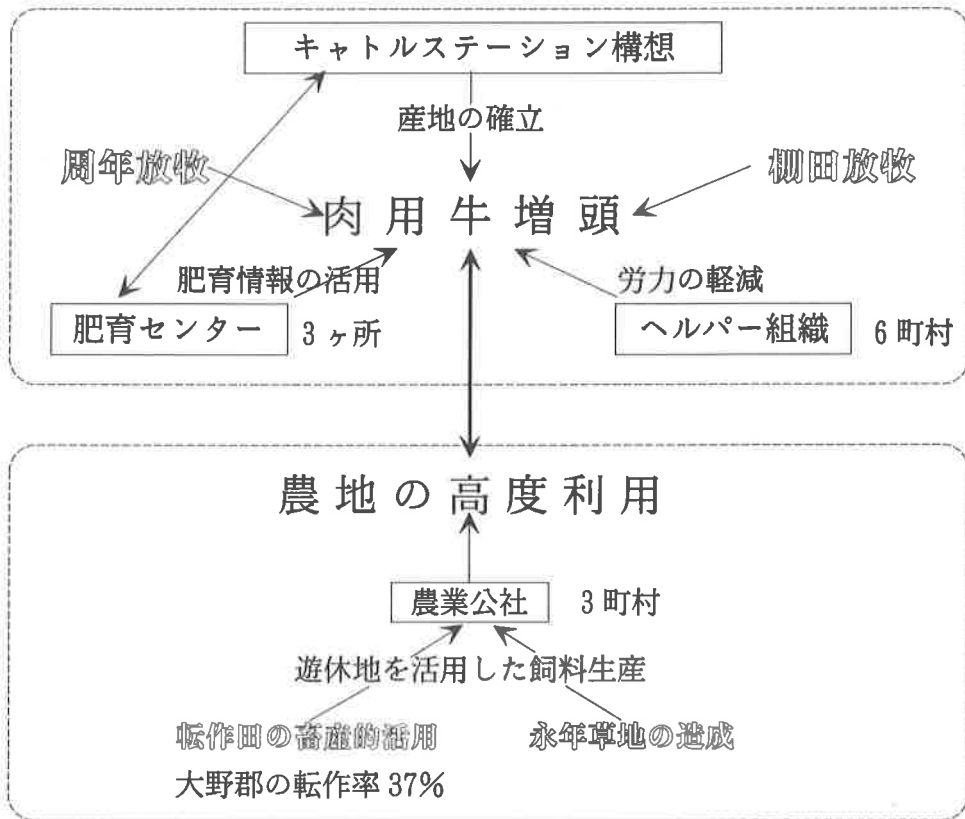 キャトルステーション構想
産地の確立
周年放牧
棚田放牧
肉用牛増頭
肥育情報の活用
労力の軽減
肥育センター 3ヶ所
ヘルパー組織 6町村
農地の高度利用
農業公社 3町村
遊休地を活用した飼料生産
転作田の畜産的活用
永年草地の造成
大野郡の転作率37%